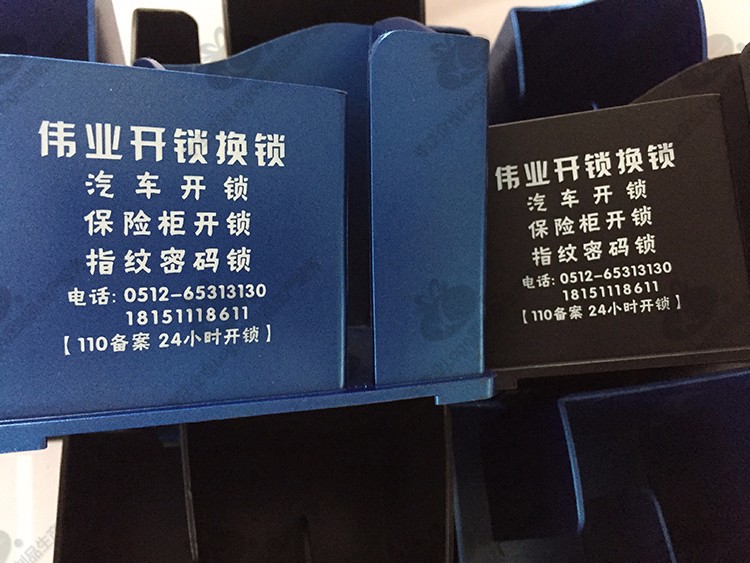 伟业开锁换锁
汽车开锁
保险柜开锁
指纹密码锁
电话: 0512-65313130
18151118611
【110备案 24小时开锁】
伟业开锁换锁
汽车开锁
保险柜开锁
指纹密码锁
电话: 0512-65313130
18151118611
【110备案 24小时开锁】